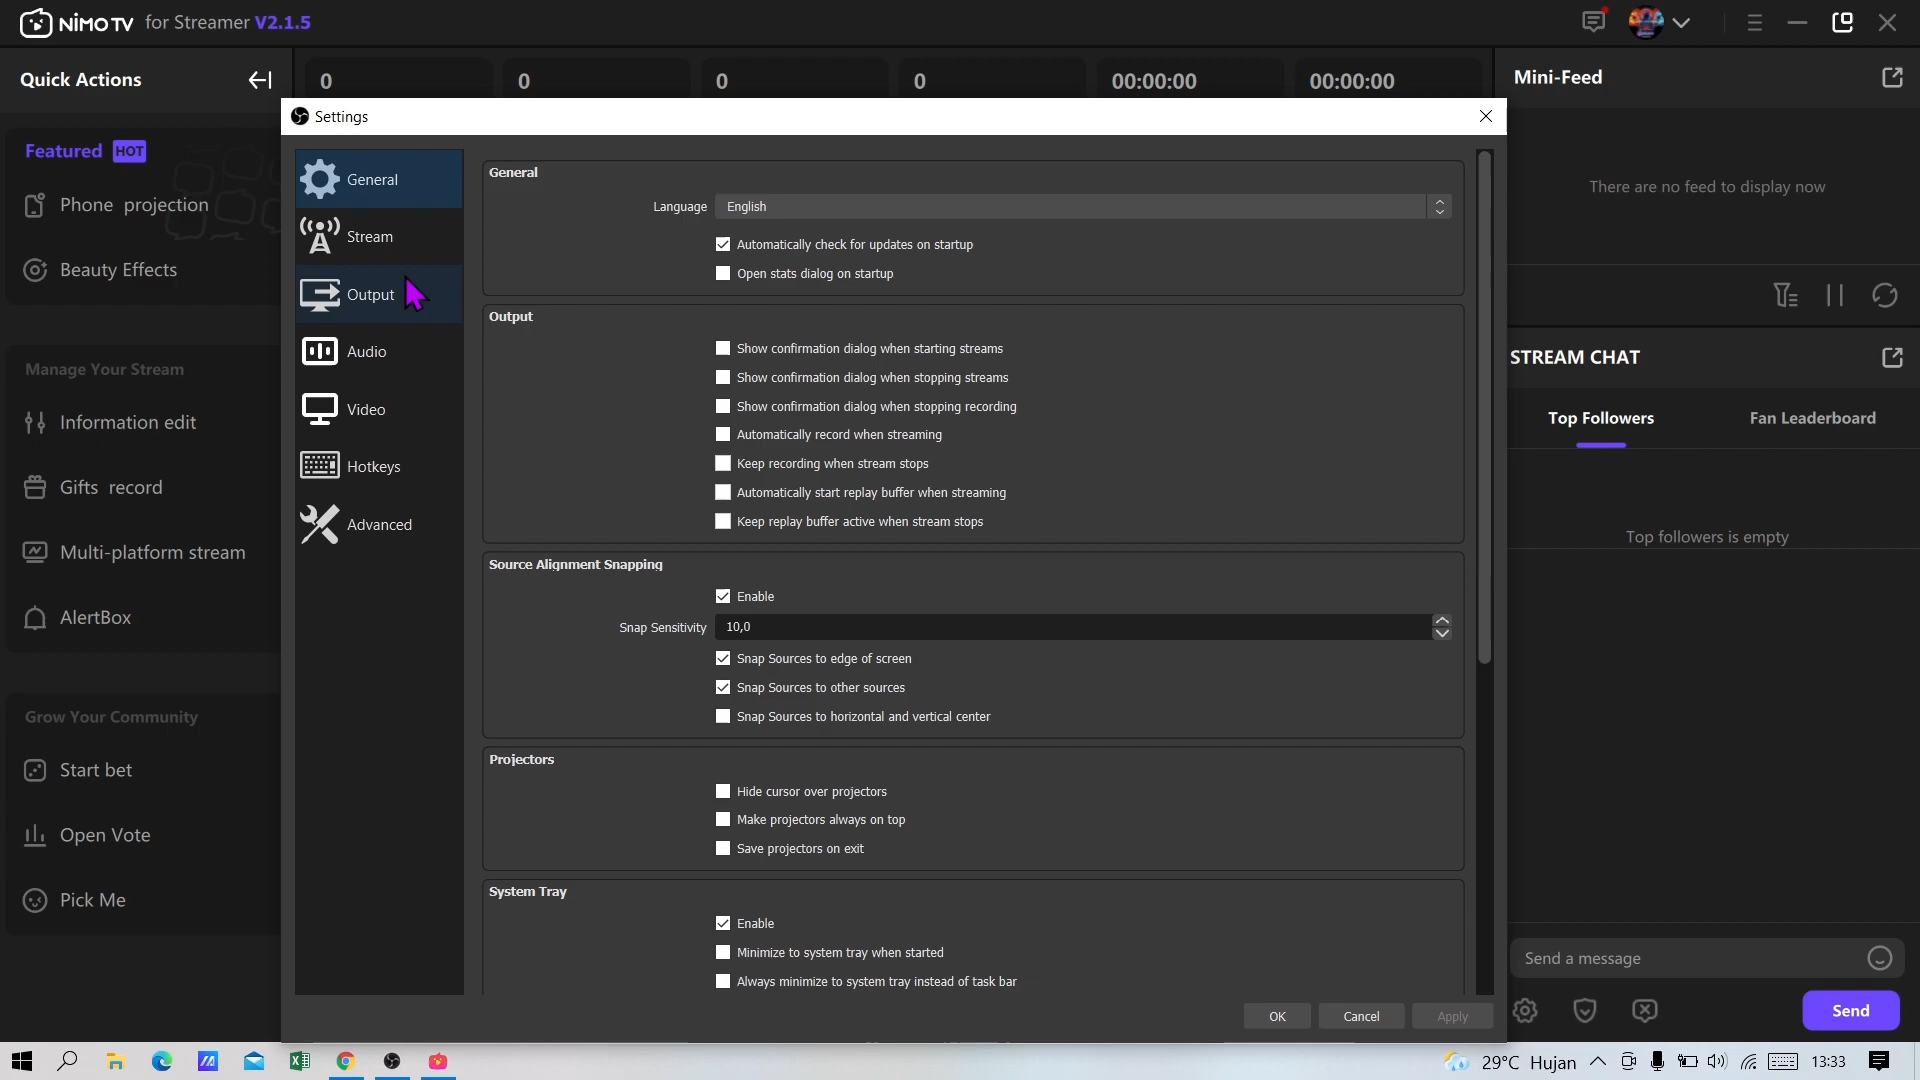 NIMO TV for Streamer V2.1.5
Quick Actions
0
0
0
0
00:00:00
00:00:00
Mini-Feed
Settings
Featured HOT
Phone projection
Beauty Effects
Manage Your Stream
Information edit
Gifts record
Multi-platform stream
AlertBox
Grow Your Community
Start bet
Open Vote
Pick Me
General
Stream
Output
Audio
Video
Hotkeys
Advanced
General
Language English
Automatically check for updates on startup
Open stats dialog on startup
Output
Show confirmation dialog when starting streams
Show confirmation dialog when stopping streams
Show confirmation dialog when stopping recording
Automatically record when streaming
Keep recording when stream stops
Automatically start replay buffer when streaming
Keep replay buffer active when stream stops
Source Alignment Snapping
Enable
Snap Sensitivity 10,0
Snap Sources to edge of screen
Snap Sources to other sources
Snap Sources to horizontal and vertical center
Projectors
Hide cursor over projectors
Make projectors always on top
Save projectors on exit
System Tray
Enable
Minimize to system tray when started
Always minimize to system tray instead of task bar
OK
Cancel
Apply
There are no feed to display now
STREAM CHAT
Top Followers
Fan Leaderboard
Top followers is empty
Send a message
Send
29°C Hujan
13:33